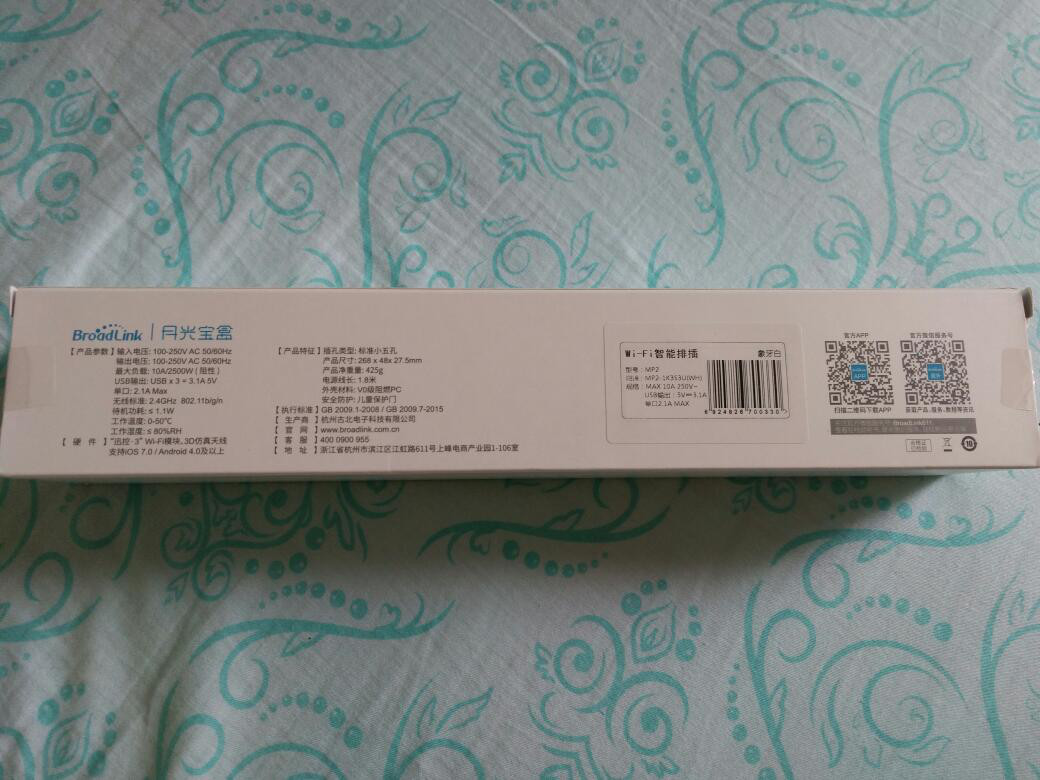 BroadLink | 月光宝盒
【产品参数】输入电压: 100-250V AC 50/60Hz
输出电压: 100-250V AC 50/60Hz
最大负载: 10A/2500W (阻性)
USB输出: USB x 3 = 3.1A 5V
单口: 2.1A Max
无线标准: 2.4GHz 802.11b/g/n
待机功耗: ≤ 1.1W
工作温度: 0-50℃
工作湿度: ≤ 80%RH
【硬件】"迅控·3" Wi-Fi模块, 3D仿真天线
支持iOS 7.0 / Android 4.0及以上
【产品特征】插孔类型: 标准小五孔
产品尺寸: 268 x 48x 27.5mm
产品净重量: 425g
电源线长: 1.8米
外壳材料: V0级阻燃PC
安全防护: 儿童保护门
【执行标准】GB 2009.1-2008 / GB 2009.7-2015
【生产商】杭州古北电子科技有限公司
【官网】www.broadlink.com.cn
【客服】400 0900 955
【地址】浙江省杭州市滨江区江虹路611号上峰电商产业园1-106室
Wi-Fi智能排插
象牙白
型号: MP2
MP2-1K3S3U(WH)
规格: MAX 10A 250V~
USB输出: 5V⎓3.1A
单口2.1A MAX
6 924826 700330
官方APP
APP
扫描二维码下载APP
官方微信服务号
获取产品、服务、教程等资讯
BroadLink611
合格证
已检验
10